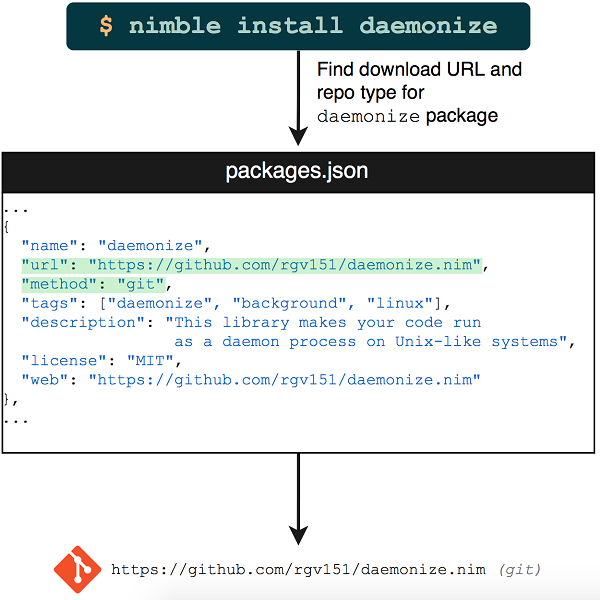 $ nimble install daemonize
Find download URL and
repo type for
daemonize package
packages.json
...
{
"name": "daemonize",
"url": "https://github.com/rgv151/daemonize.nim",
"method": "git",
"tags": ["daemonize", "background", "linux"],
"description": "This library makes your code run
as a daemon process on Unix-like systems",
"license": "MIT",
"web": "https://github.com/rgv151/daemonize.nim"
},
...
https://github.com/rgv151/daemonize.nim (git)